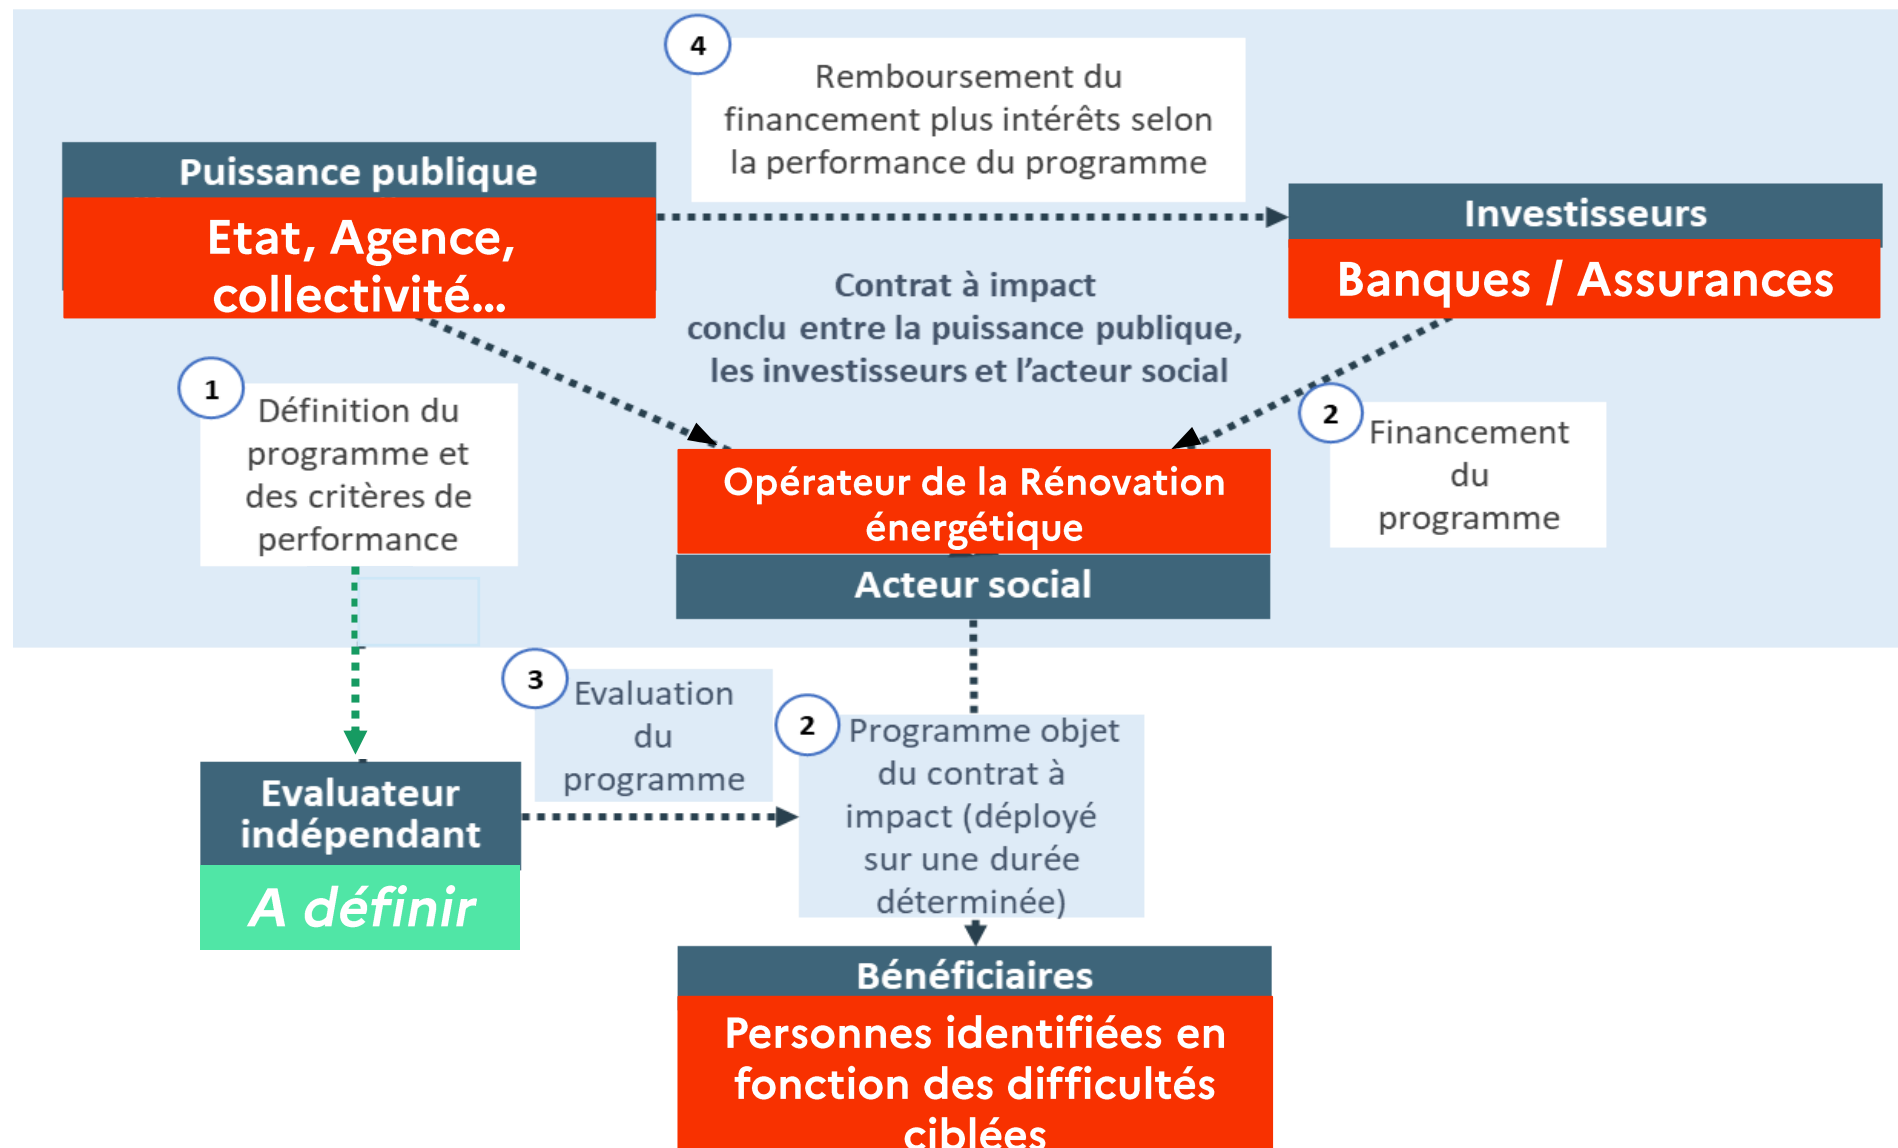 4
Remboursement du
financement plus intérêts selon
la performance du programme
Puissance publique
Etat, Agence,
collectivité...
Investisseurs
Banques / Assurances
Contrat à impact
conclu entre la puissance publique,
les investisseurs et l'acteur social
1
Définition du
programme et
des critères de
performance
2
Financement
du
programme
Opérateur de la Rénovation
énergétique
Acteur social
3
Evaluation
du
programme
2
Programme objet
du contrat à
impact (déployé
sur une durée
déterminée)
Evaluateur
indépendant
A définir
Bénéficiaires
Personnes identifiées en
fonction des difficultés
ciblées